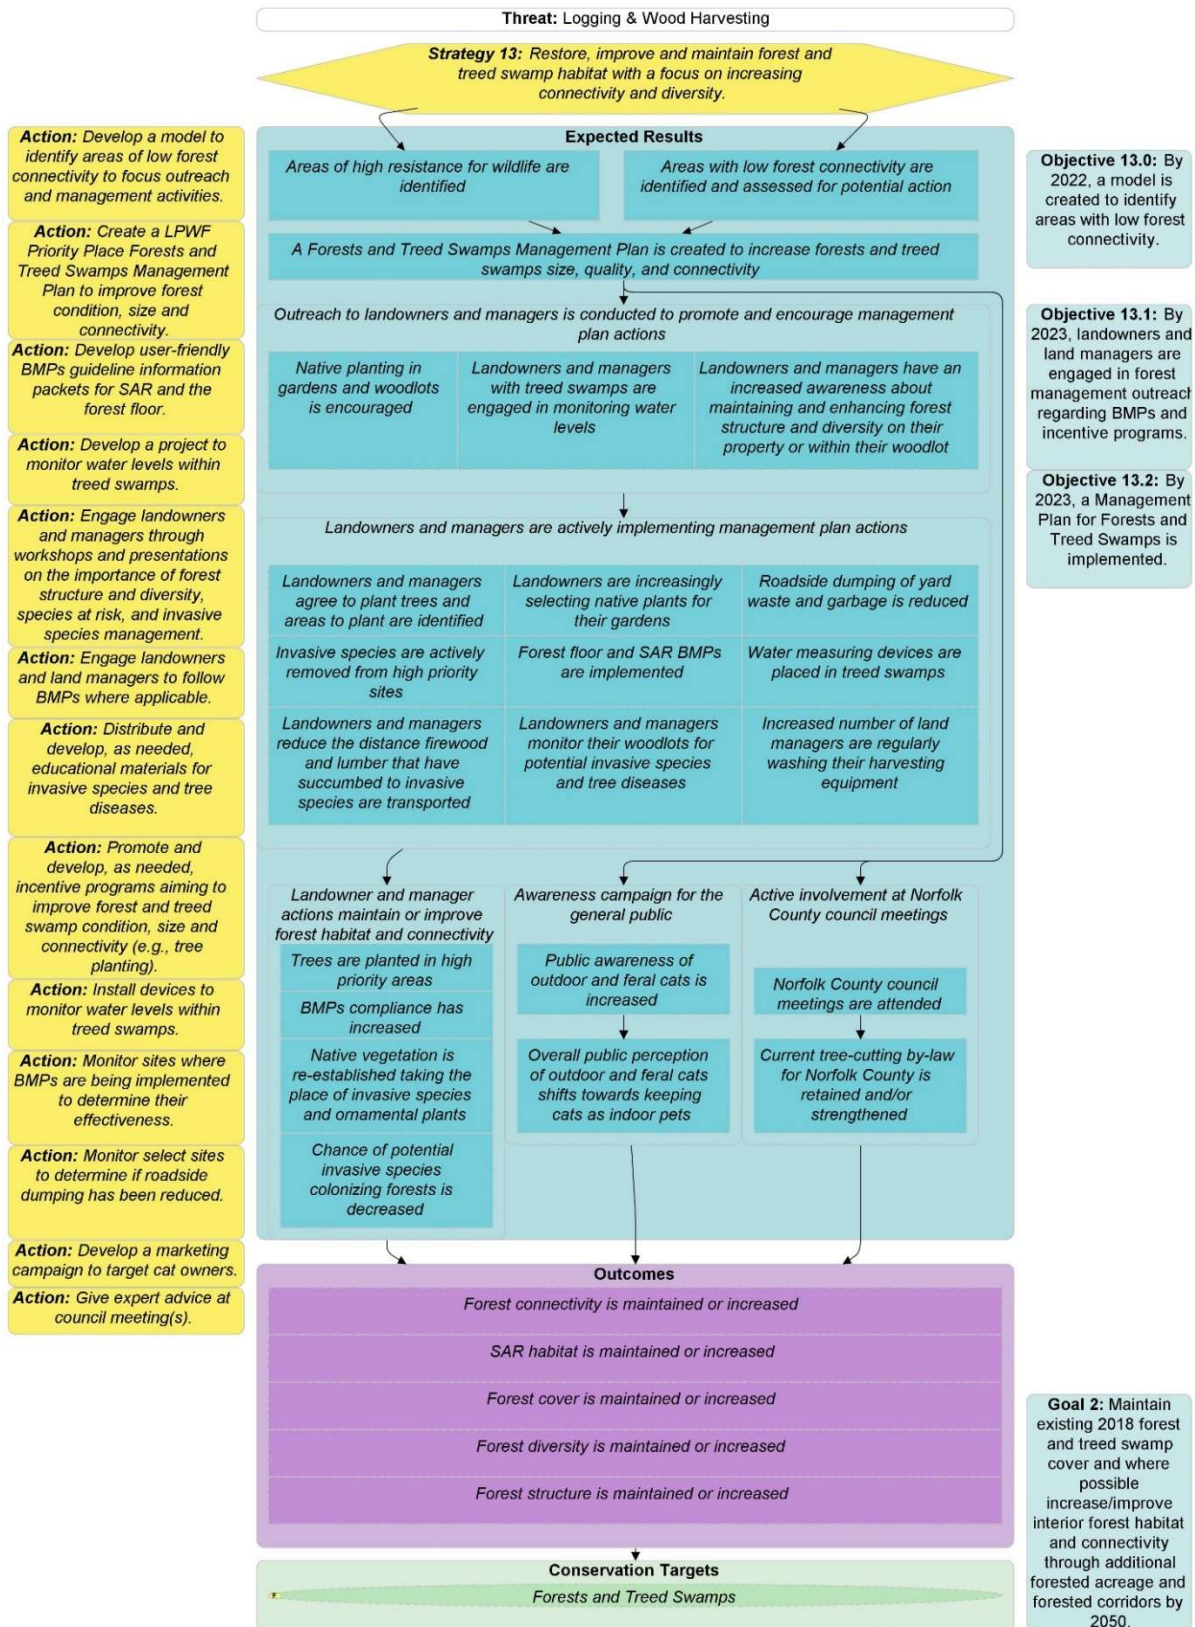 Threat: Logging & Wood Harvesting
Strategy 13: Restore, improve and maintain forest and
treed swamp habitat with a focus on increasing
connectivity and diversity.
Action: Develop a model to
identify areas of low forest
connectivity to focus outreach
and management activities.
Action: Create a LPWF
Priority Place Forests and
Treed Swamps Management
Plan to improve forest
condition, size and
connectivity.
Action: Develop user-friendly
BMPs guideline information
packets for SAR and the
forest floor.
Action: Develop a project to
monitor water levels within
treed swamps.
Action: Engage landowners
and managers through
workshops and presentations
on the importance of forest
structure and diversity,
species at risk, and invasive
species management.
Action: Engage landowners
and land managers to follow
BMPs where applicable.
Action: Distribute and
develop, as needed,
educational materials for
invasive species and tree
diseases.
Action: Promote and
develop, as needed,
incentive programs aiming to
improve forest and treed
swamp condition, size and
connectivity (e.g., tree
planting).
Action: Install devices to
monitor water levels within
treed swamps.
Action: Monitor sites where
BMPs are being implemented
to determine their
effectiveness.
Action: Monitor select sites
to determine if roadside
dumping has been reduced.
Action: Develop a marketing
campaign to target cat owners.
Action: Give expert advice at
council meeting(s).
Expected Results
Areas of high resistance for wildlife are
identified
Areas with low forest connectivity are
identified and assessed for potential action
A Forests and Treed Swamps Management Plan is created to increase forests and treed
swamps size, quality, and connectivity
Outreach to landowners and managers is conducted to promote and encourage management
plan actions
Native planting in
gardens and woodlots
is encouraged
Landowners and managers
with treed swamps are
engaged in monitoring water
levels
Landowners and managers have an
increased awareness about
maintaining and enhancing forest
structure and diversity on their
property or within their woodlot
Landowners and managers are actively implementing management plan actions
Landowners and managers
agree to plant trees and
areas to plant are identified
Landowners are increasingly
selecting native plants for
their gardens
Roadside dumping of yard
waste and garbage is reduced
Invasive species are actively
removed from high priority
sites
Forest floor and SAR BMPs
are implemented
Water measuring devices are
placed in treed swamps
Landowners and managers
reduce the distance firewood
and lumber that have
succumbed to invasive
species are transported
Landowners and managers
monitor their woodlots for
potential invasive species
and tree diseases
Increased number of land
managers are regularly
washing their harvesting
equipment
Landowner and manager
actions maintain or improve
forest habitat and connectivity
Trees are planted in high
priority areas
BMPs compliance has
increased
Native vegetation is
re-established taking the
place of invasive species
and ornamental plants
Chance of potential
invasive species
colonizing forests is
decreased
Awareness campaign for the
general public
Public awareness of
outdoor and feral cats is
increased
Overall public perception
of outdoor and feral cats
shifts towards keeping
cats as indoor pets
Active involvement at Norfolk
County council meetings
Norfolk County council
meetings are attended
Current tree-cutting by-law
for Norfolk County is
retained and/or
strengthened
Outcomes
Forest connectivity is maintained or increased
SAR habitat is maintained or increased
Forest cover is maintained or increased
Forest diversity is maintained or increased
Forest structure is maintained or increased
Conservation Targets
Forests and Treed Swamps
Objective 13.0: By
2022, a model is
created to identify
areas with low forest
connectivity.
Objective 13.1: By
2023, landowners and
land managers are
engaged in forest
management outreach
regarding BMPs and
incentive programs.
Objective 13.2: By
2023, a Management
Plan for Forests and
Treed Swamps is
implemented.
Goal 2: Maintain
existing 2018 forest
and treed swamp
cover and where
possible
increase/improve
interior forest habitat
and connectivity
through additional
forested acreage and
forested corridors by
2050.